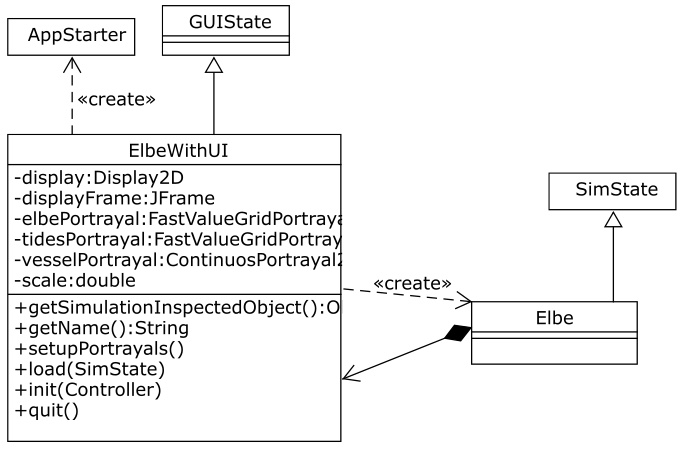 AppStarter
GUIState
«create»
ElbeWithUI
-display:Display2D
-displayFrame:JFrame
-elbePortrayal:FastValueGridPortraya
-tidesPortrayal:FastValueGridPortray
-vesselPortrayal:ContinuosPortrayal2
-scale:double
+getSimulationInspectedObject():O
+getName():String
+setupPortrayals()
+load(SimState)
+init(Controller)
+quit()
SimState
«create»
Elbe